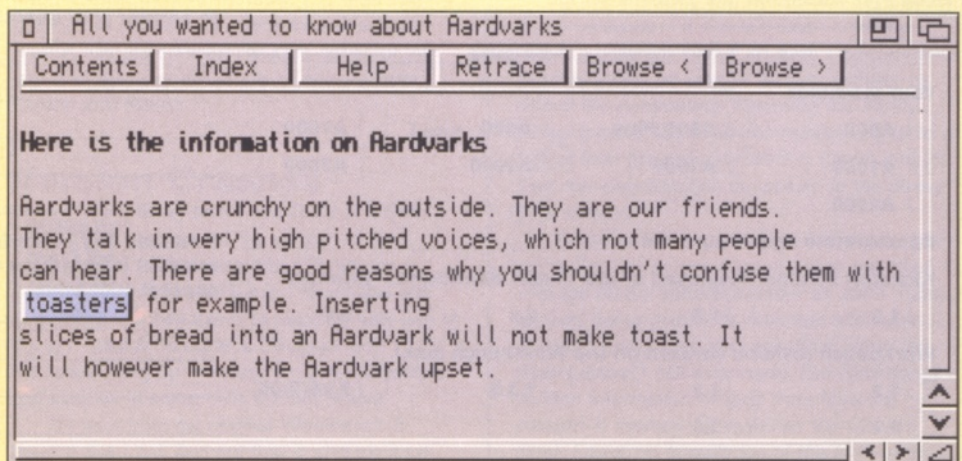 All you wanted to know about Aardvarks
Contents Index Help Retrace Browse < Browse >
Here is the information on Aardvarks
Aardvarks are crunchy on the outside. They are our friends.
They talk in very high pitched voices, which not many people
can hear. There are good reasons why you shouldn't confuse them with
toasters for example. Inserting
slices of bread into an Aardvark will not make toast. It
will however make the Aardvark upset.